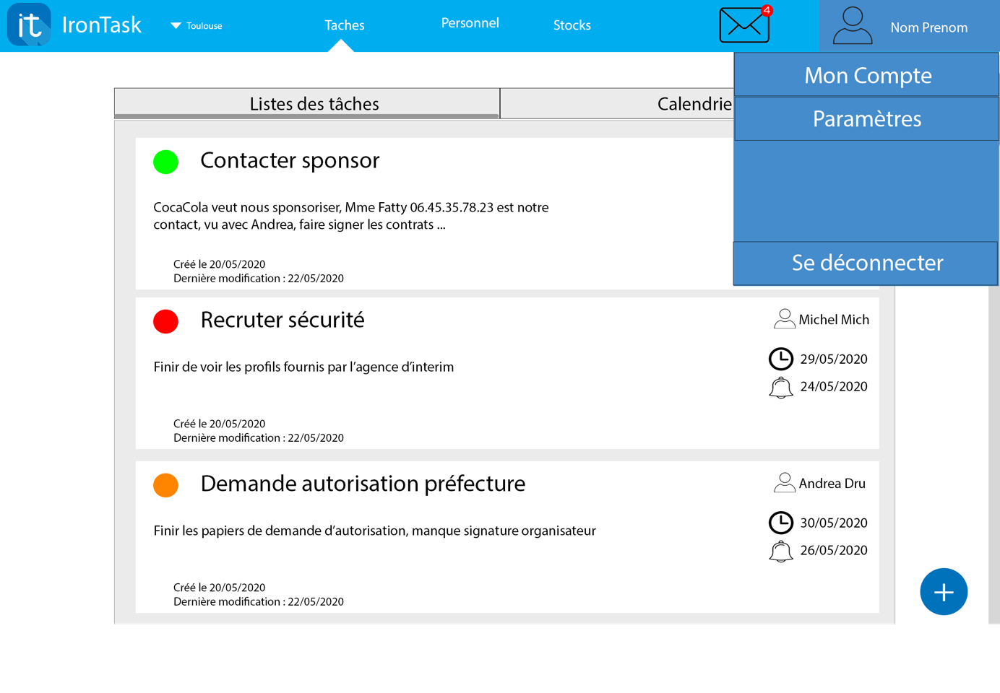 it IronTask
Toulouse
Taches
Personnel
Stocks
4
Nom Prenom
Mon Compte
Paramètres
Se déconnecter
Listes des tâches
Calendrie
Contacter sponsor
CocaCola veut nous sponsoriser, Mme Fatty 06.45.35.78.23 est notre
contact, vu avec Andrea, faire signer les contrats ...
Créé le 20/05/2020
Dernière modification : 22/05/2020
Recruter sécurité
Michel Mich
Finir de voir les profils fournis par l’agence d’interim
29/05/2020
24/05/2020
Créé le 20/05/2020
Dernière modification : 22/05/2020
Demande autorisation préfecture
Andrea Dru
Finir les papiers de demande d’autorisation, manque signature organisateur
30/05/2020
26/05/2020
Créé le 20/05/2020
Dernière modification : 22/05/2020
+